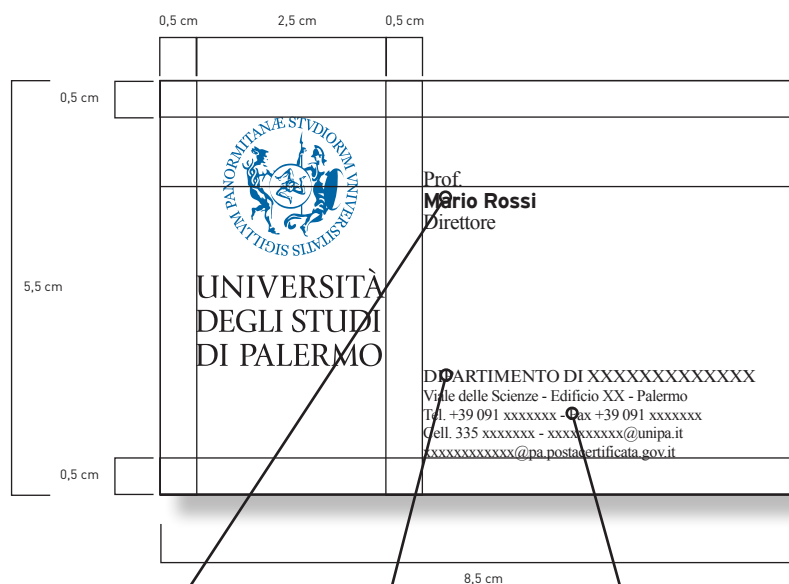 0,5 cm 2,5 cm 0,5 cm
0,5 cm
SIGILLVM PANORMITANÆ STVDIORVM VNIVERSITATIS
Prof.
Mario Rossi
Direttore
5,5 cm
UNIVERSITÀ
DEGLI STUDI
DI PALERMO
DIPARTIMENTO DI XXXXXXXXXXXXX
Viale delle Scienze - Edificio XX - Palermo
Tel. +39 091 xxxxxxx - Fax +39 091 xxxxxxx
Cell. 335 xxxxxxx - xxxxxxxxxx@unipa.it
xxxxxxxxxxxx@pa.postacertificata.gov.it
0,5 cm
8,5 cm